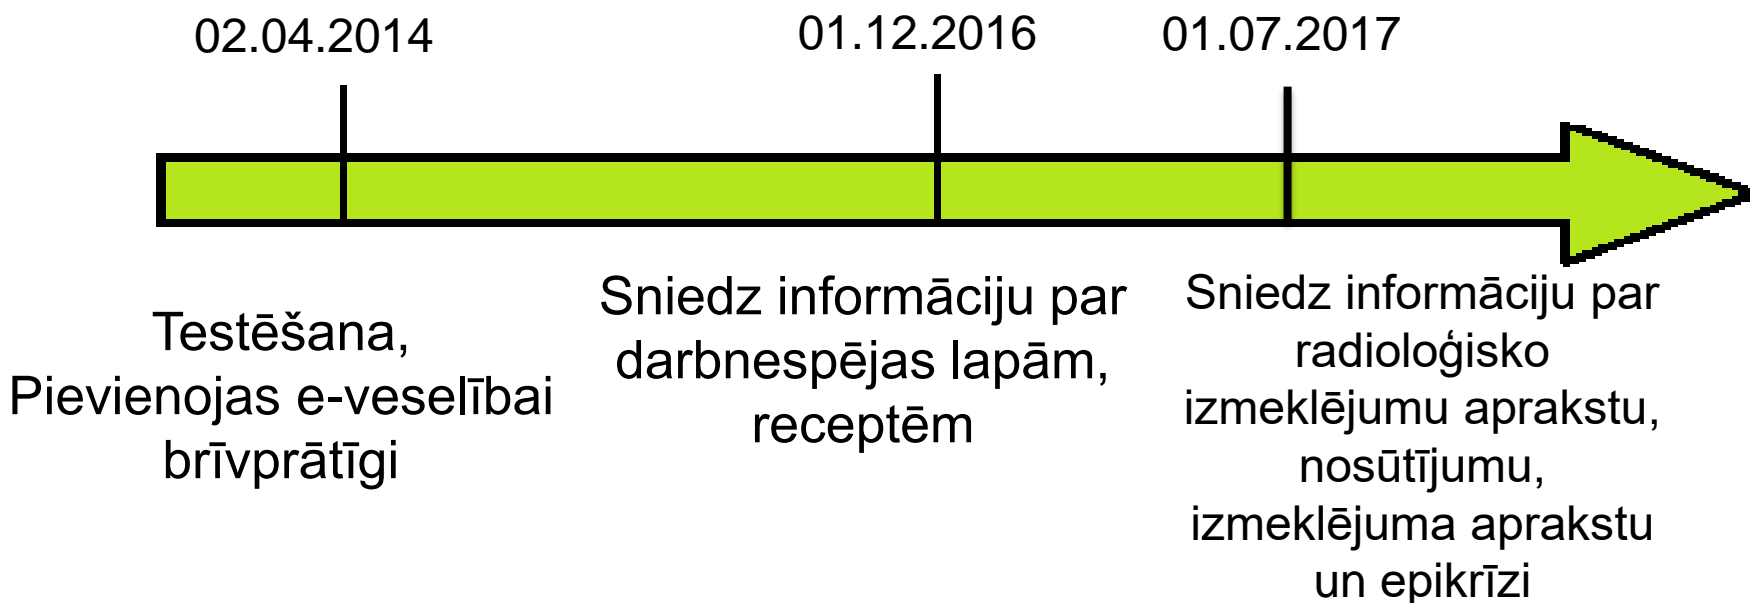 02.04.2014
01.12.2016
01.07.2017
Testēšana,
Pievienojas e-veselībai
brīvprātīgi
Sniedz informāciju par
darbnespējas lapām,
receptēm
Sniedz informāciju par
radioloģisko
izmeklējumu aprakstu,
nosūtījumu,
izmeklējuma aprakstu
un epikrīzi